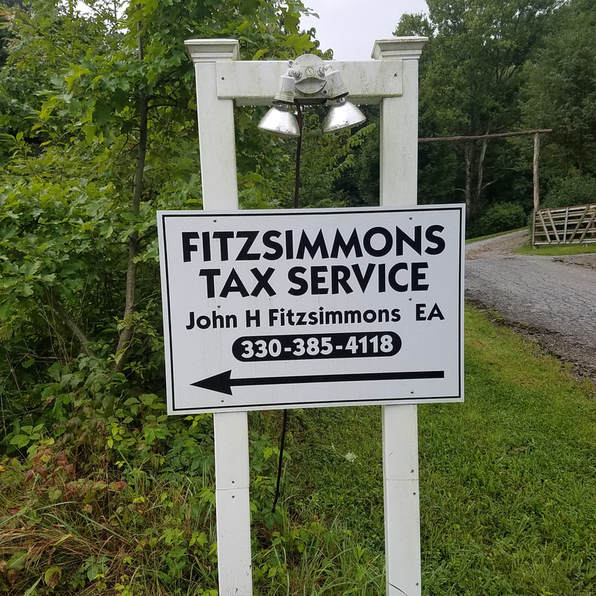 FITZSIMMONS
TAX SERVICE
John H Fitzsimmons EA
330-385-4118